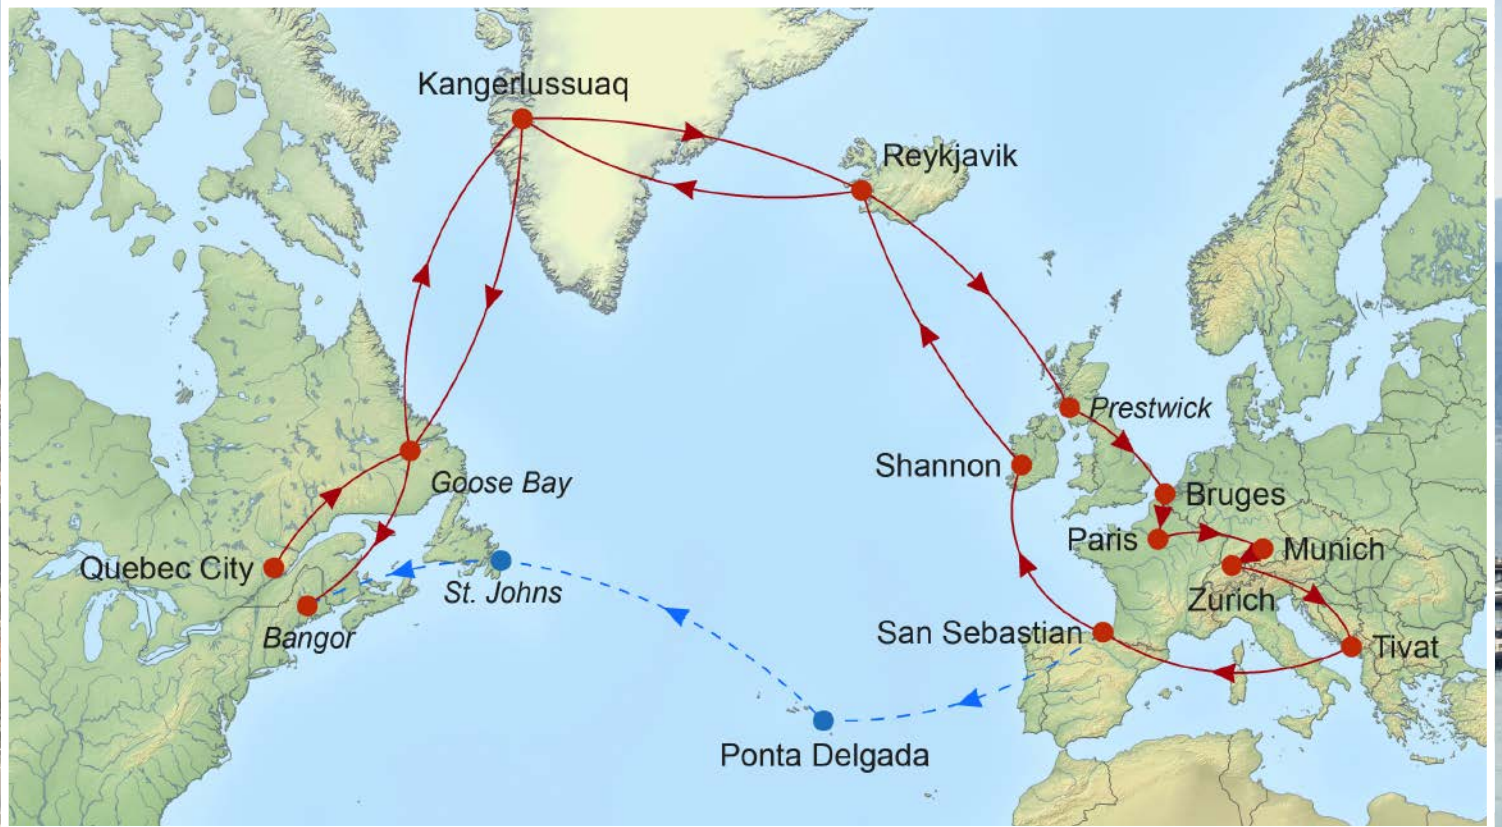 Kangerlussuaq
Reykjavik
Prestwick
Shannon
Goose Bay
Bruges
Paris
Munich
Quebec City
St. Johns
Zurich
Bangor
San Sebastian
Tivat
Ponta Delgada